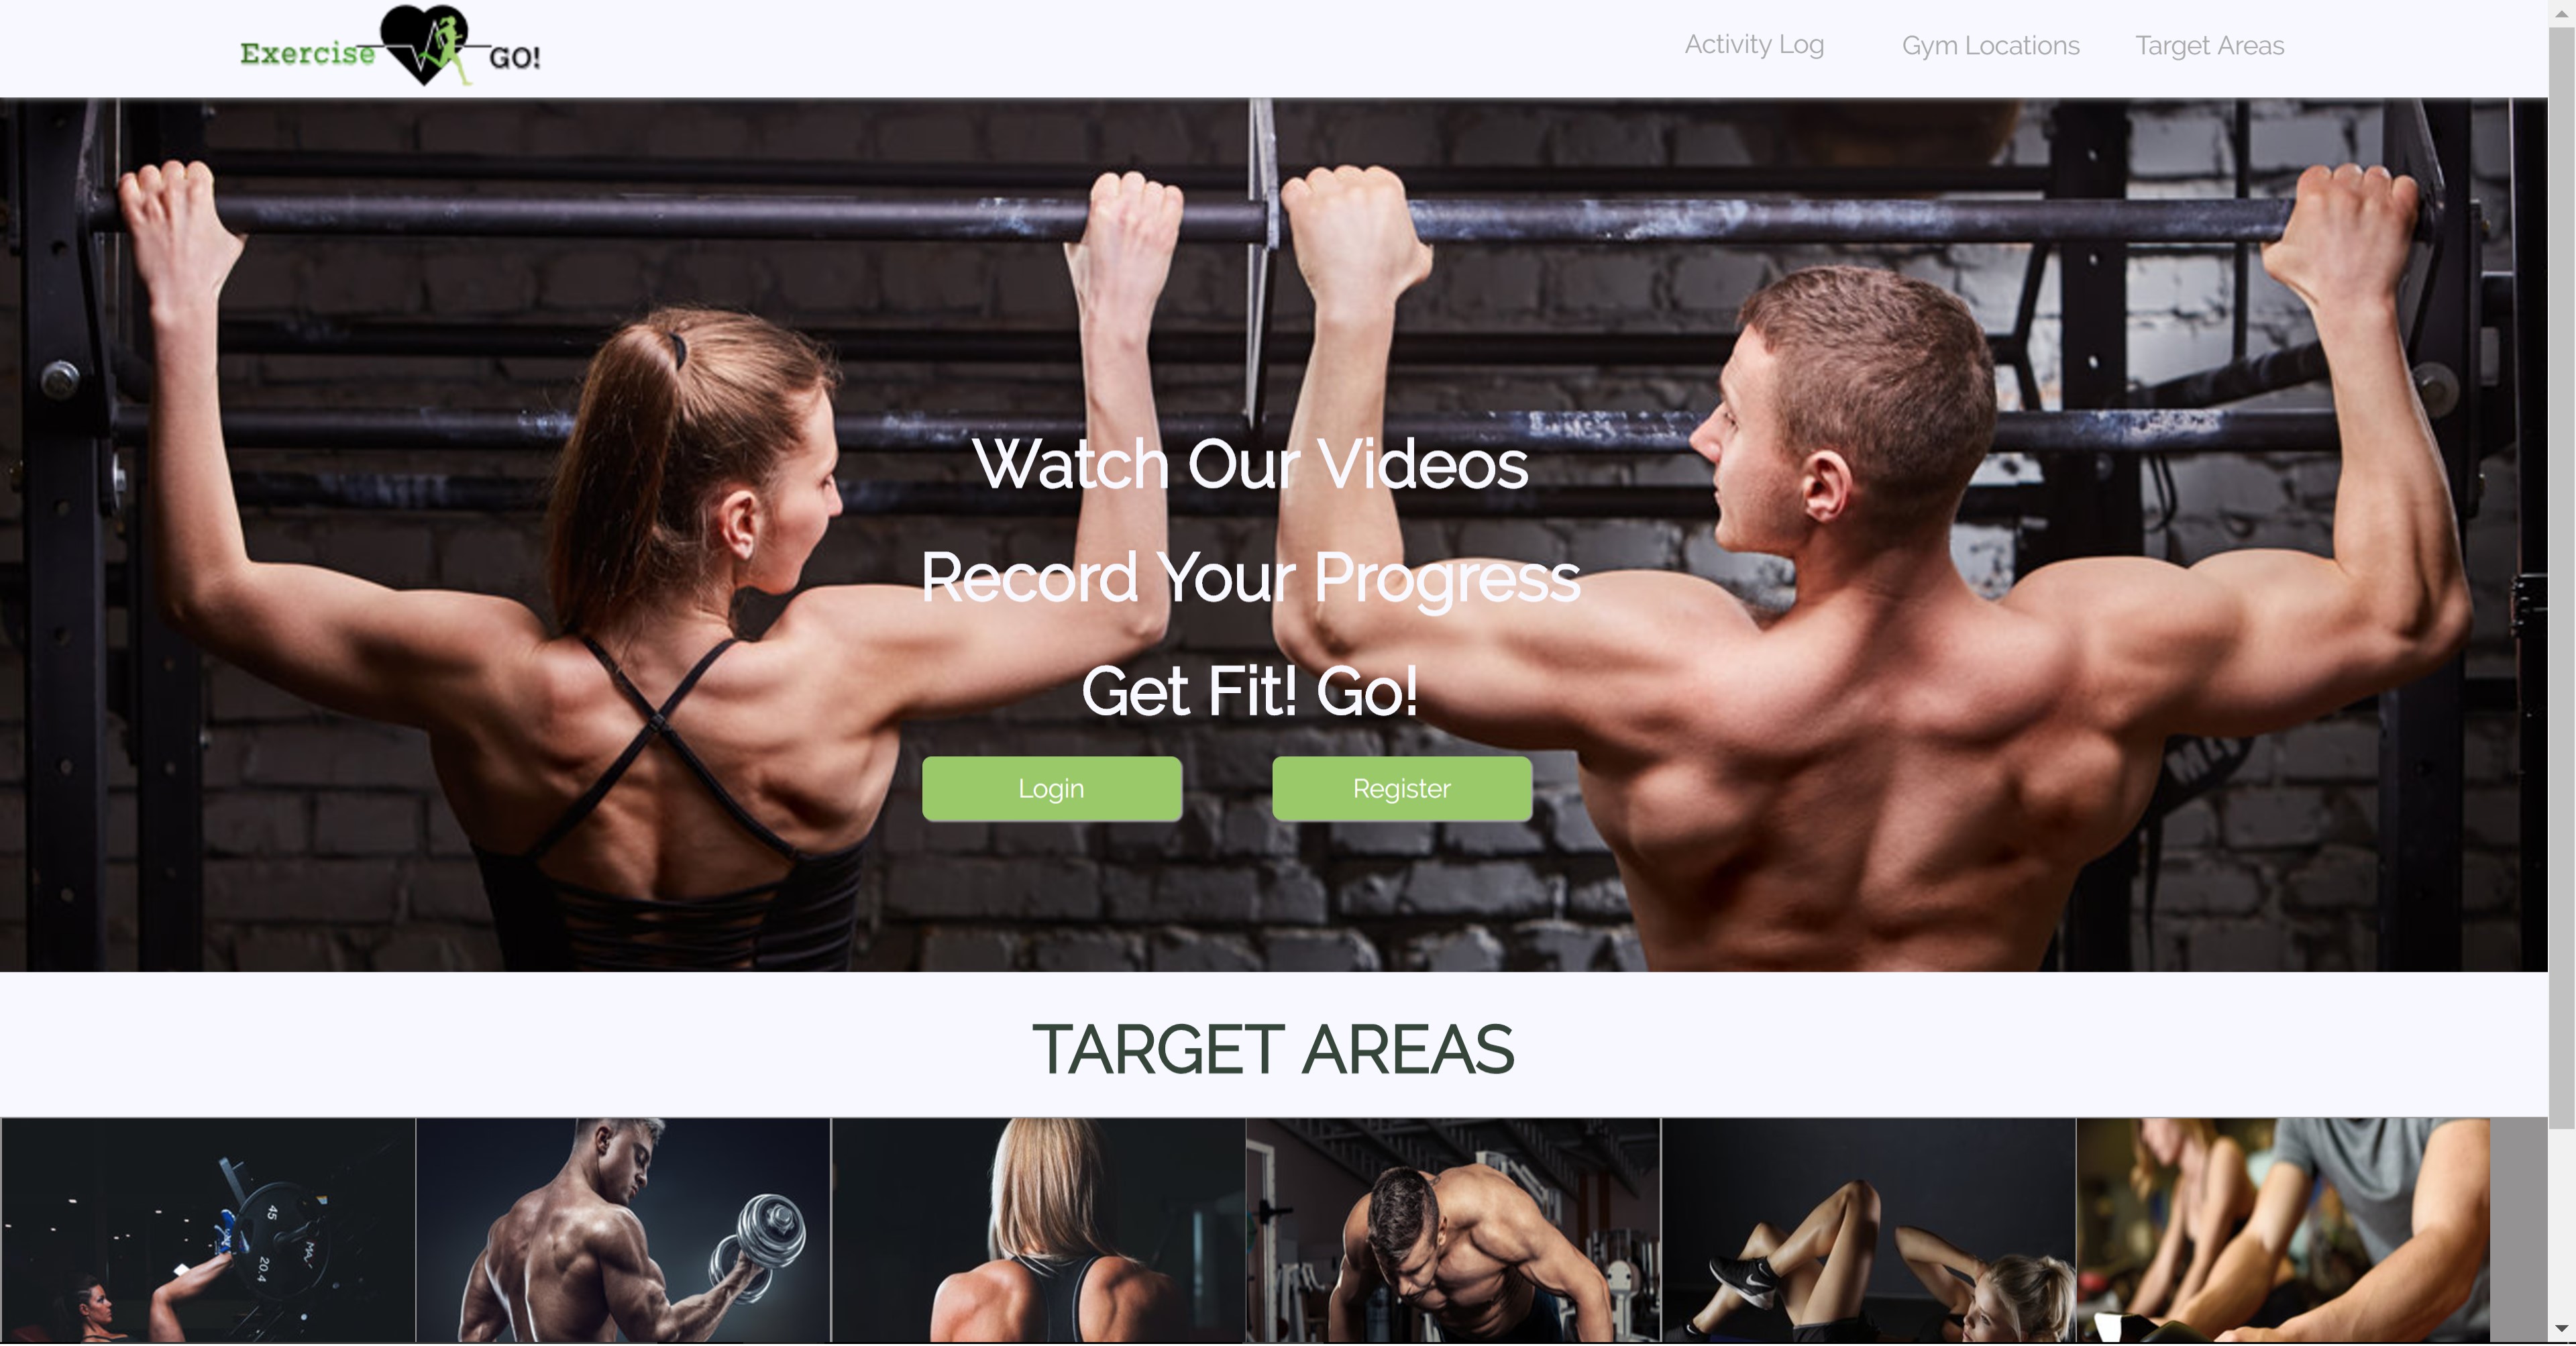 Exercise GO!
Activity Log Gym Locations Target Areas
Watch Our Videos
Record Your Progress
Get Fit! Go!
Login Register
TARGET AREAS
45
20.4